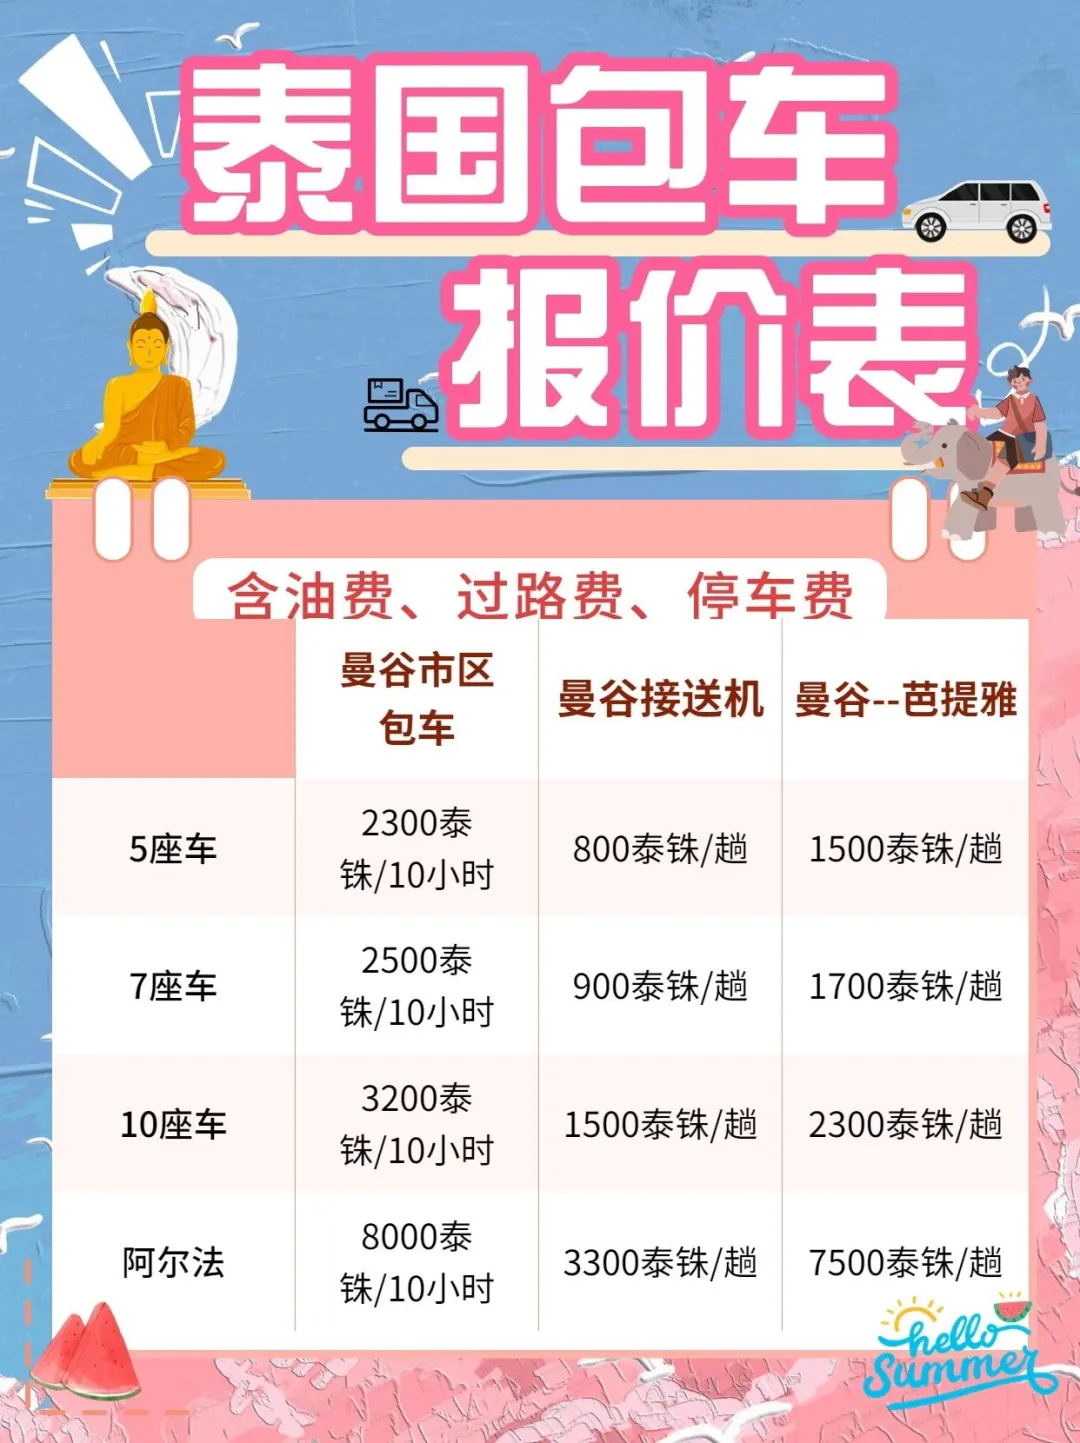 泰国包车
报价表
含油费、过路费、停车费
曼谷市区
包车
曼谷接送机
曼谷--芭提雅
5座车
2300泰
铢/10小时
800泰铢/趟
1500泰铢/趟
7座车
2500泰
铢/10小时
900泰铢/趟
1700泰铢/趟
10座车
3200泰
铢/10小时
1500泰铢/趟
2300泰铢/趟
阿尔法
8000泰
铢/10小时
3300泰铢/趟
7500泰铢/趟
hello
Summer